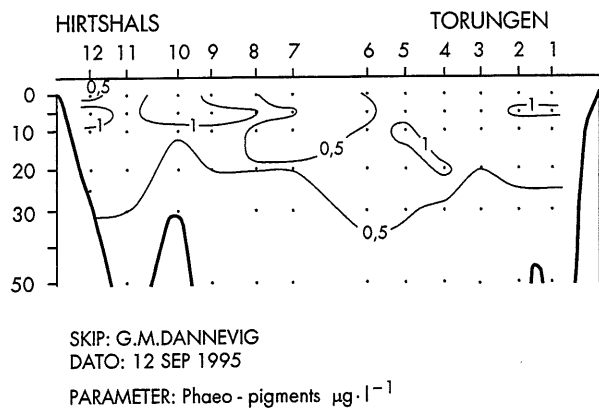 HIRTSHALS TORUNGEN
12 11 10 9 8 7 6 5 4 3 2 1
0,5
0
1
1
10
-1
1
1
0,5
20
30
0,5
50
SKIP: G.M.DANNEVIG
DATO: 12 SEP 1995
PARAMETER: Phaeo - pigments µg · l⁻¹